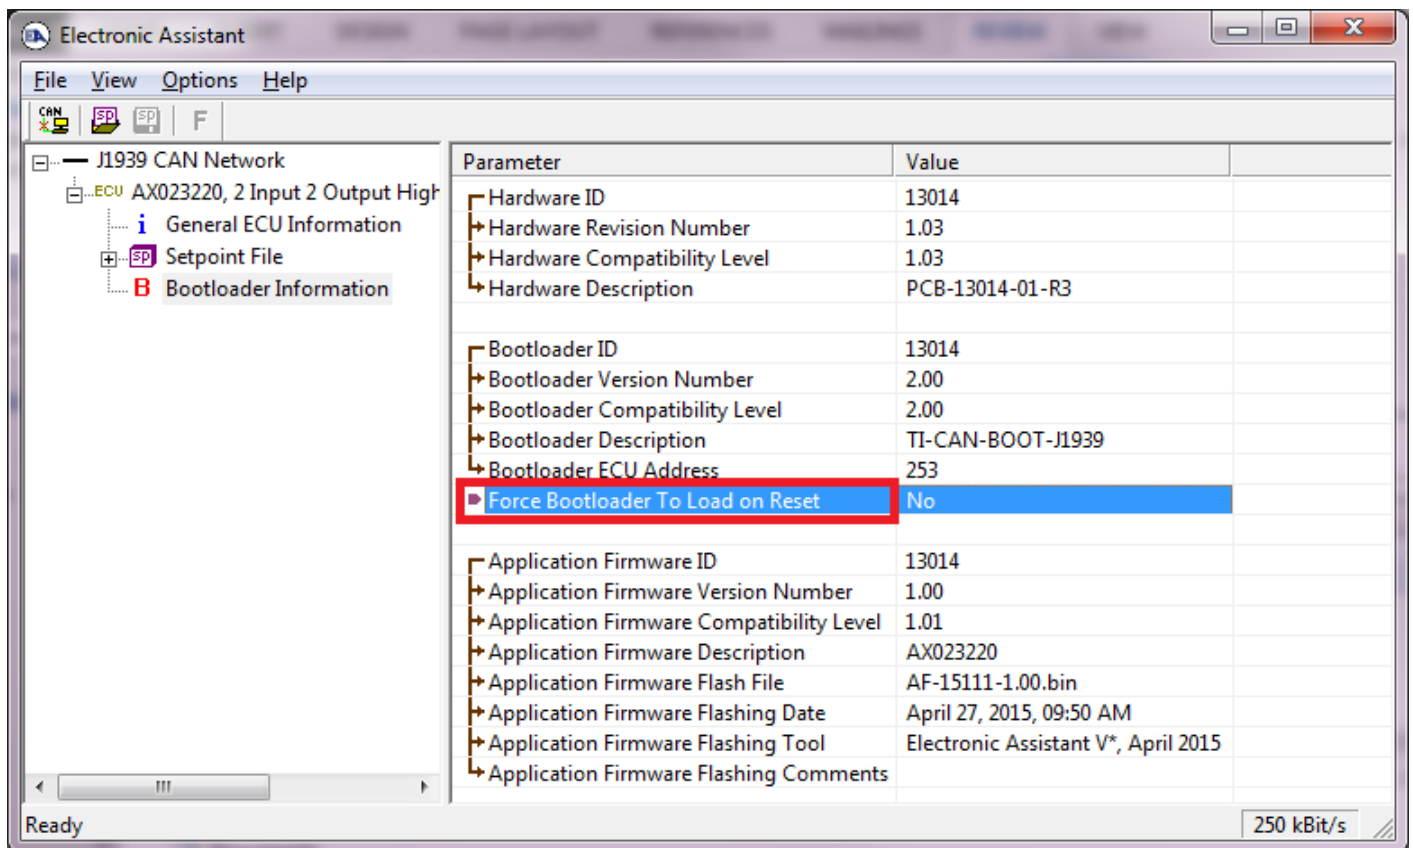 Electronic Assistant
File View Options Help
CAN SP SP F
J1939 CAN Network
ECU AX023220, 2 Input 2 Output High
i General ECU Information
SP Setpoint File
B Bootloader Information
Parameter Value
Hardware ID 13014
Hardware Revision Number 1.03
Hardware Compatibility Level 1.03
Hardware Description PCB-13014-01-R3
Bootloader ID 13014
Bootloader Version Number 2.00
Bootloader Compatibility Level 2.00
Bootloader Description TI-CAN-BOOT-J1939
Bootloader ECU Address 253
Force Bootloader To Load on Reset No
Application Firmware ID 13014
Application Firmware Version Number 1.00
Application Firmware Compatibility Level 1.01
Application Firmware Description AX023220
Application Firmware Flash File AF-15111-1.00.bin
Application Firmware Flashing Date April 27, 2015, 09:50 AM
Application Firmware Flashing Tool Electronic Assistant V*, April 2015
Application Firmware Flashing Comments
Ready 250 kBit/s